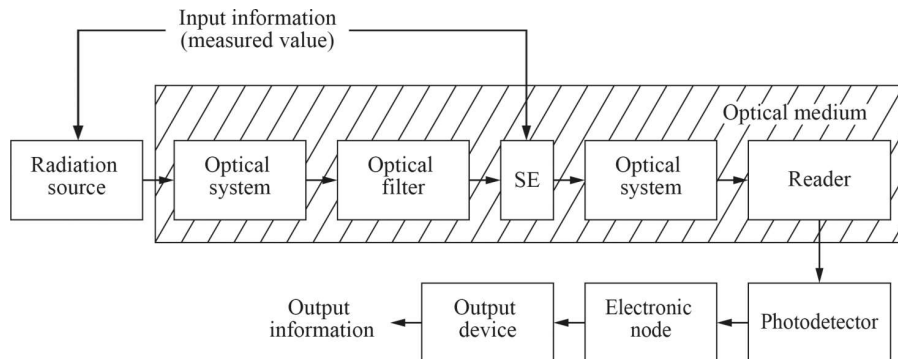 Input information
(measured value)
Optical medium
Radiation
source
Optical
system
Optical
filter
SE
Optical
system
Reader
Output
information
Output
device
Electronic
node
Photodetector